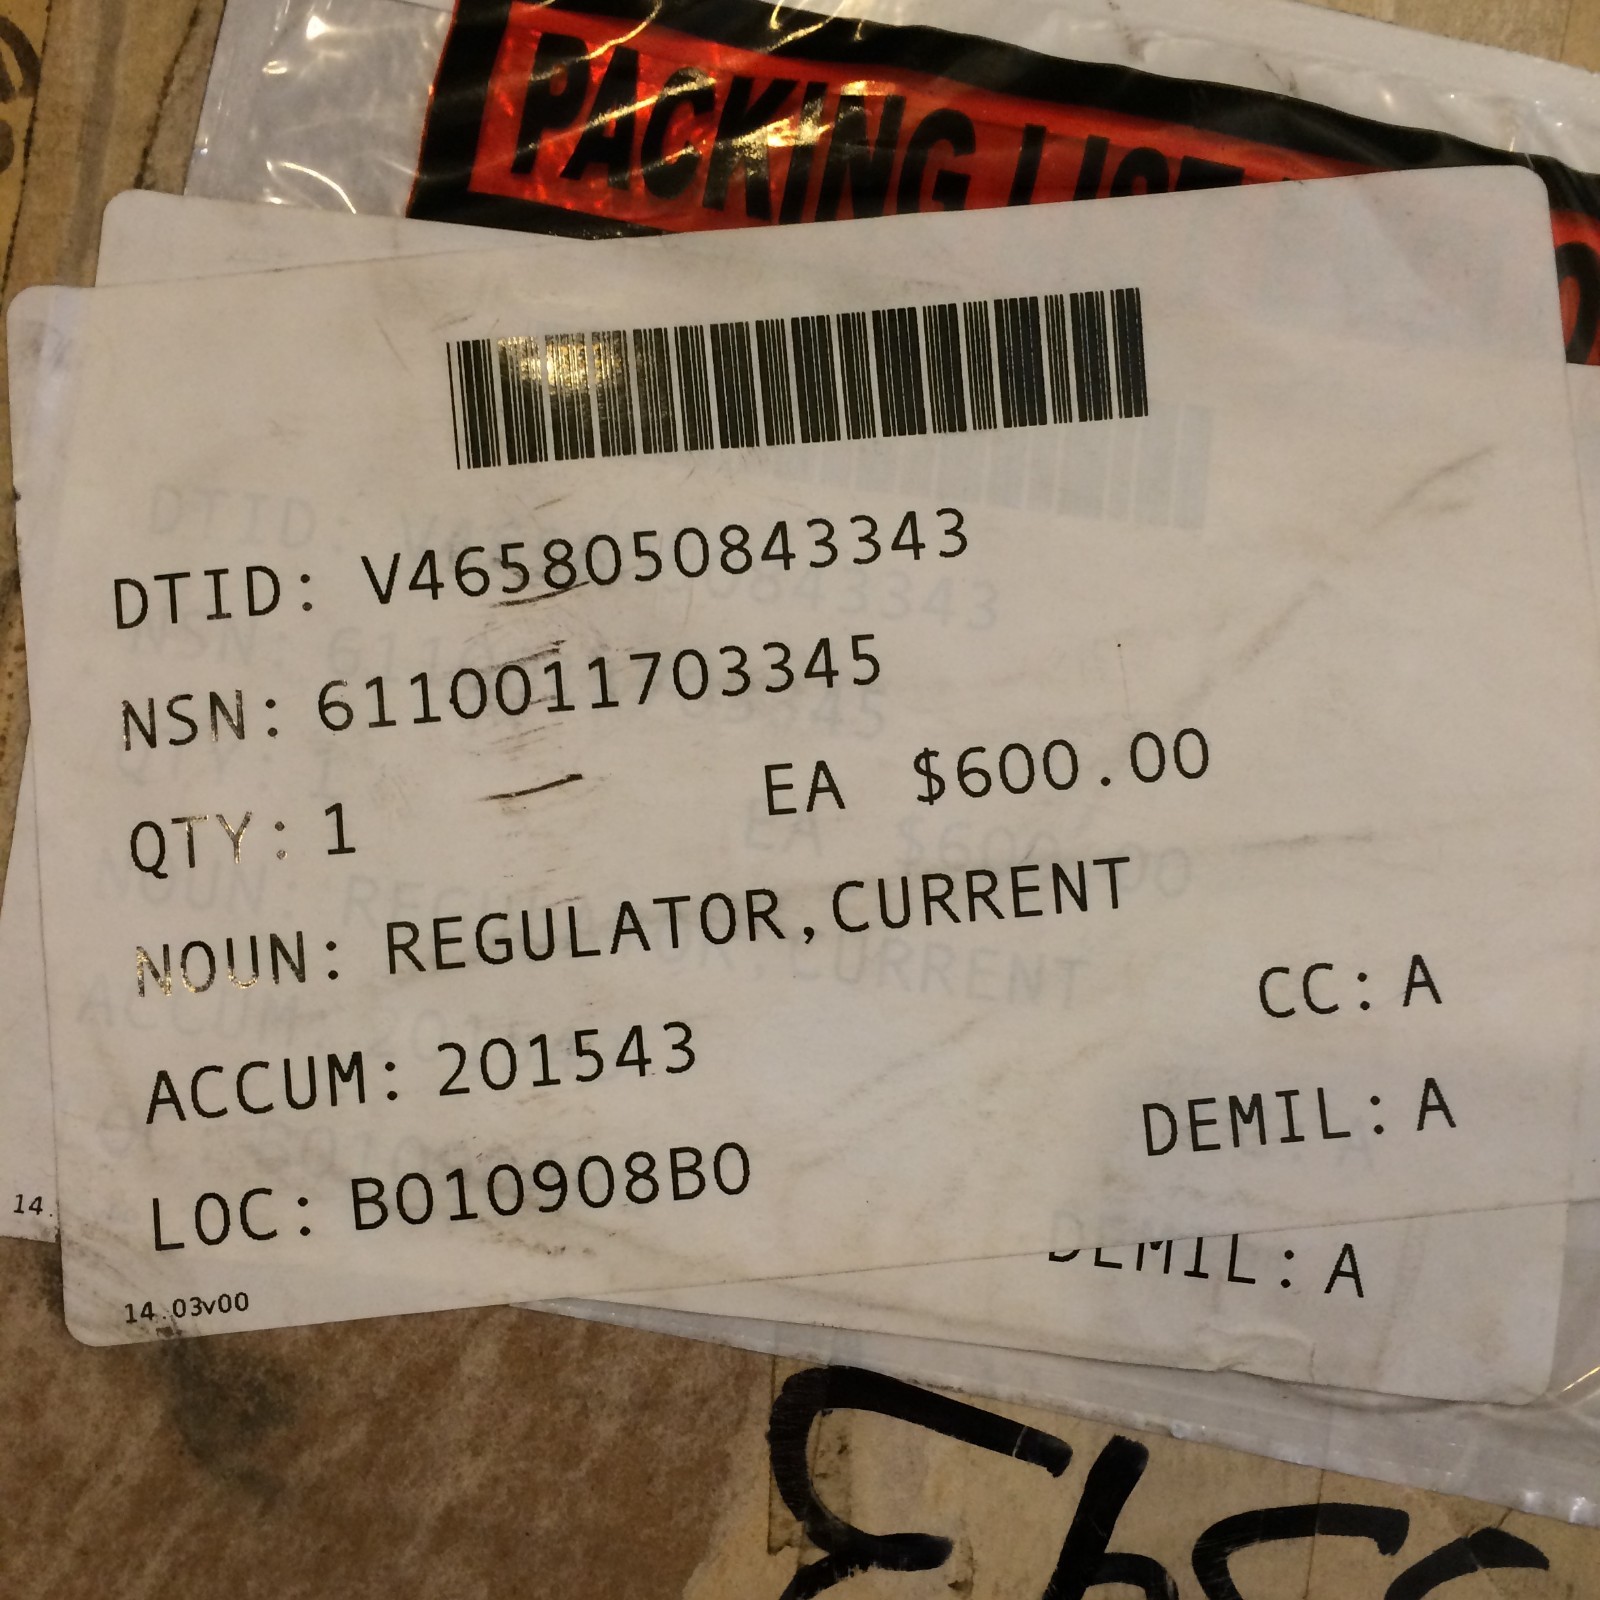 PACKING LIST
DTID: V4658050843343
NSN: 6110011703345
QTY: 1 EA $600.00
NOUN: REGULATOR,CURRENT
CC: A
ACCUM: 201543
DEMIL: A
LOC: B010908B0
14.
DEMIL: A
14.03v00